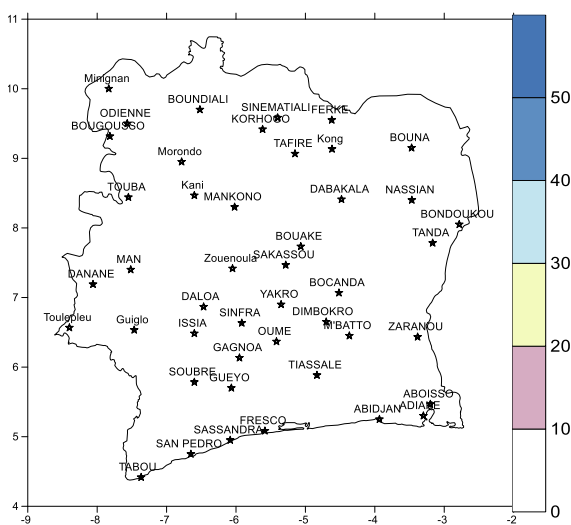 11
10
9
8
7
6
5
4
-9 -8 -7 -6 -5 -4 -3 -2
Minignan
BOUNDIALI
SINEMATIALI
FERKE
ODIENNE
KORHOGO
BOUGOUSSO
TAFIRE
Kong
BOUNA
Morondo
TOUBA
Kani
MANKONO
DABAKALA
NASSIAN
BONDOUKOU
TANDA
BOUAKE
SAKASSOU
Zouenoula
MAN
DANANE
BOCANDA
YAKRO
DALOA
DIMBOKRO
M'BATTO
ZARANOU
SINFRA
Toulepleu
Guiglo
ISSIA
OUME
GAGNOA
TIASSALE
SOUBRE
GUEYO
ABOISSO
ADIAKE
ABIDJAN
FRESCO
SASSANDRA
SAN PEDRO
TABOU
50
40
30
20
10
0